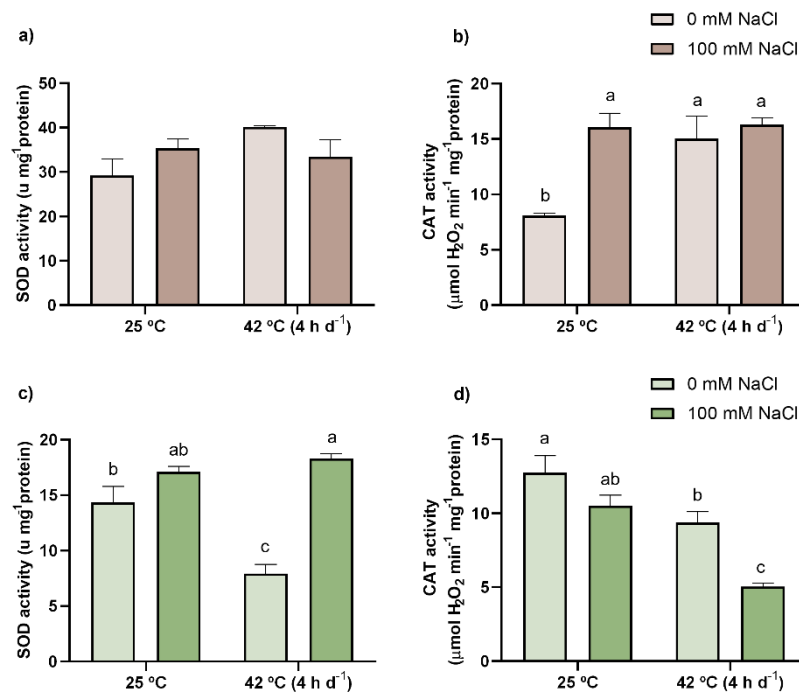 a)
SOD activity (u mg¹protein)
50
40
30
20
10
0
25 ºC
42 ºC (4 h d⁻¹)
b)
0 mM NaCl
100 mM NaCl
CAT activity
(μmol H₂O₂ min⁻¹ mg⁻¹protein)
20
15
10
5
0
b
a
a
a
25 ºC
42 ºC (4 h d⁻¹)
c)
SOD activity (u mg¹protein)
20
15
10
5
0
b
ab
c
a
25 ºC
42 ºC (4 h d⁻¹)
d)
0 mM NaCl
100 mM NaCl
CAT activity
(μmol H₂O₂ min⁻¹ mg⁻¹protein)
15
10
5
0
a
ab
b
c
25 ºC
42 ºC (4 h d⁻¹)